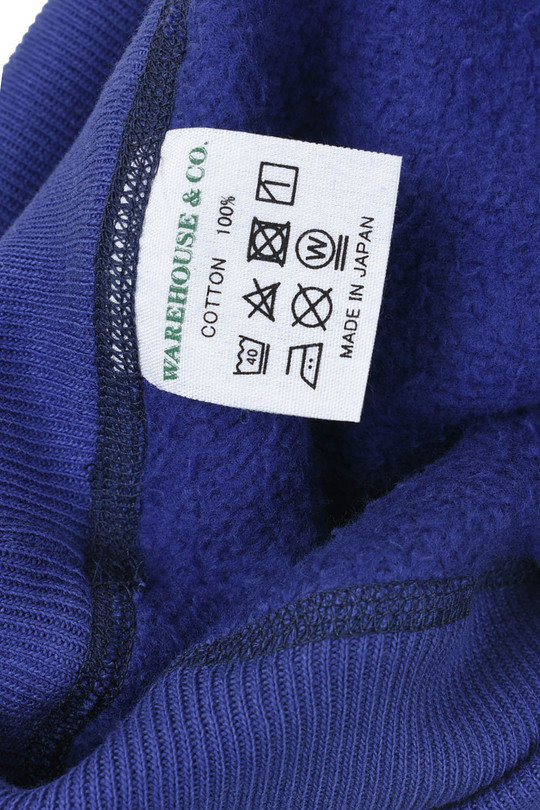 WAREHOUSE & CO.
COTTON 100%
40
W
MADE IN JAPAN